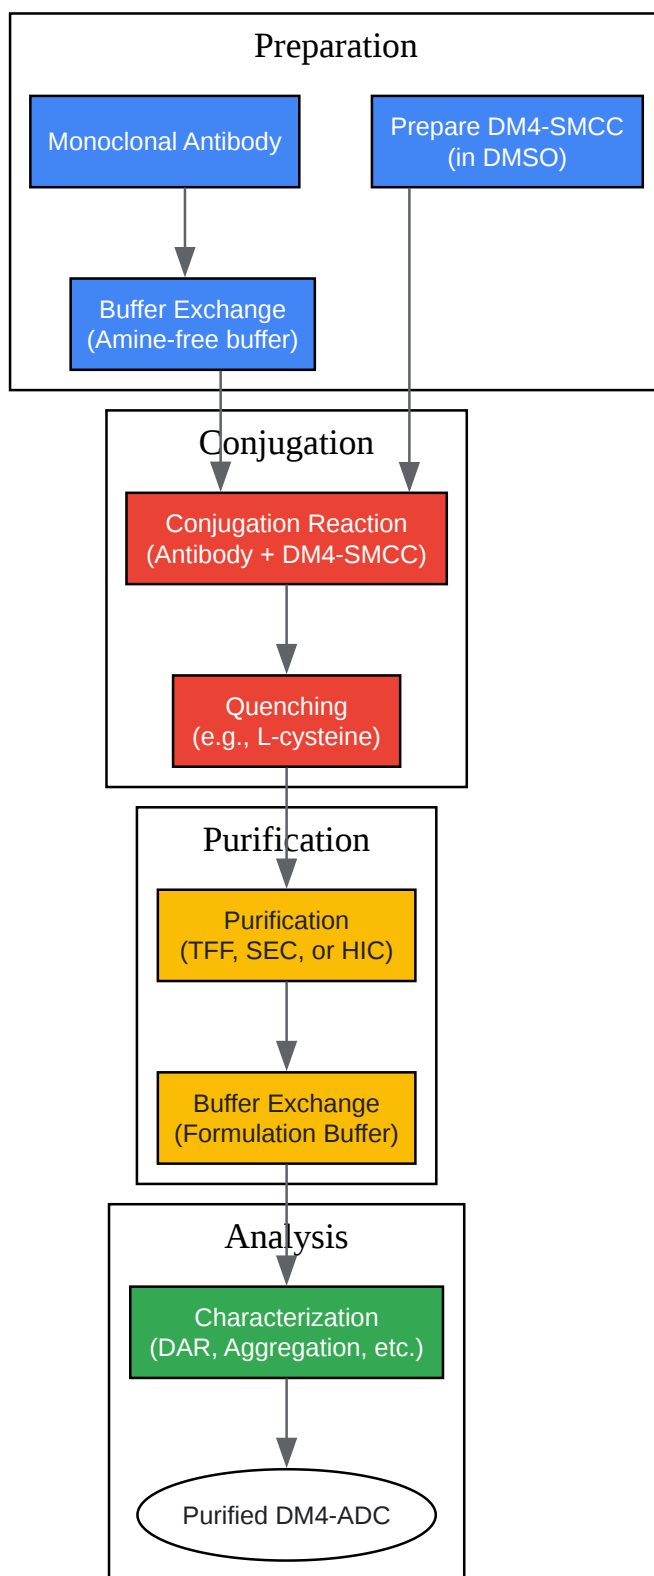 Preparation
Monoclonal Antibody
Prepare DM4-SMCC
(in DMSO)
Buffer Exchange
(Amine-free buffer)
Conjugation
Conjugation Reaction
(Antibody + DM4-SMCC)
Quenching
(e.g., L-cysteine)
Purification
Purification
(TFF, SEC, or HIC)
Buffer Exchange
(Formulation Buffer)
Analysis
Characterization
(DAR, Aggregation, etc.)
Purified DM4-ADC